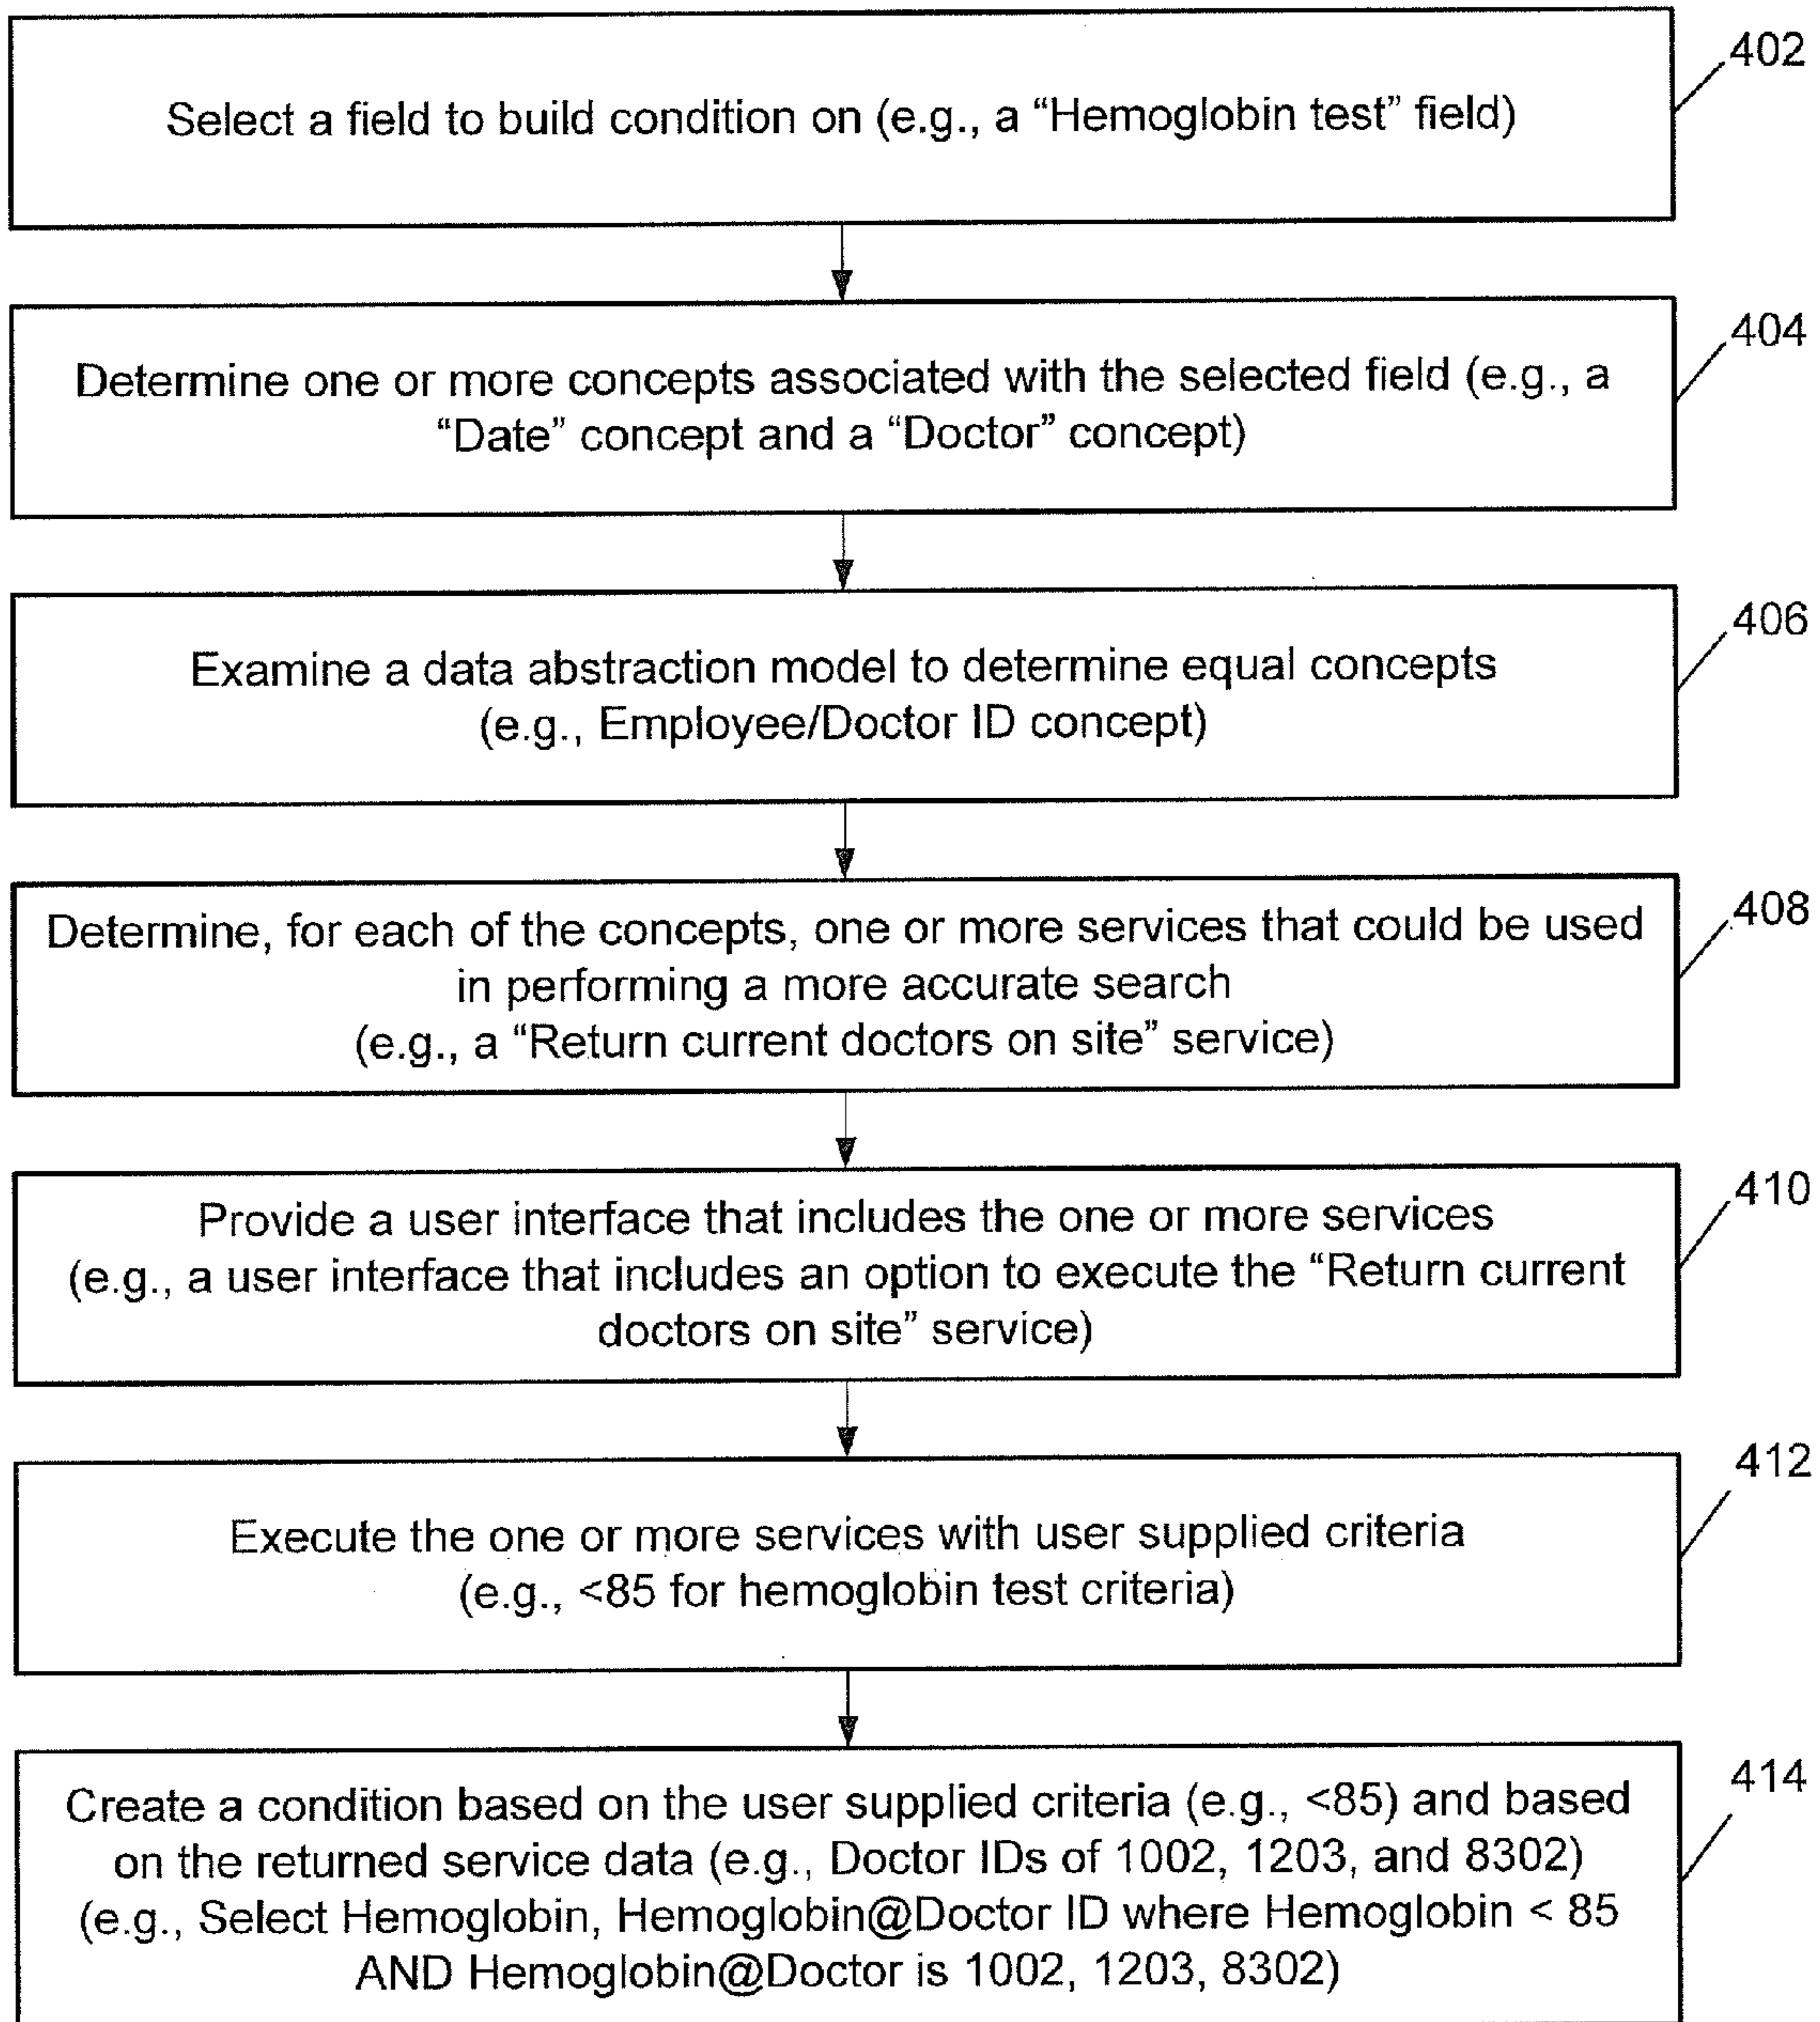 402
Select a field to build condition on (e.g., a “Hemoglobin test” field)
404
Determine one or more concepts associated with the selected field (e.g., a
“Date” concept and a “Doctor” concept)
406
Examine a data abstraction model to determine equal concepts
(e.g., Employee/Doctor ID concept)
408
Determine, for each of the concepts, one or more services that could be used
in performing a more accurate search
(e.g., a “Return current doctors on site” service)
410
Provide a user interface that includes the one or more services
(e.g., a user interface that includes an option to execute the “Return current
doctors on site” service)
412
Execute the one or more services with user supplied criteria
(e.g., <85 for hemoglobin test criteria)
414
Create a condition based on the user supplied criteria (e.g., <85) and based
on the returned service data (e.g., Doctor IDs of 1002, 1203, and 8302)
(e.g., Select Hemoglobin, Hemoglobin@Doctor ID where Hemoglobin < 85
AND Hemoglobin@Doctor is 1002, 1203, 8302)